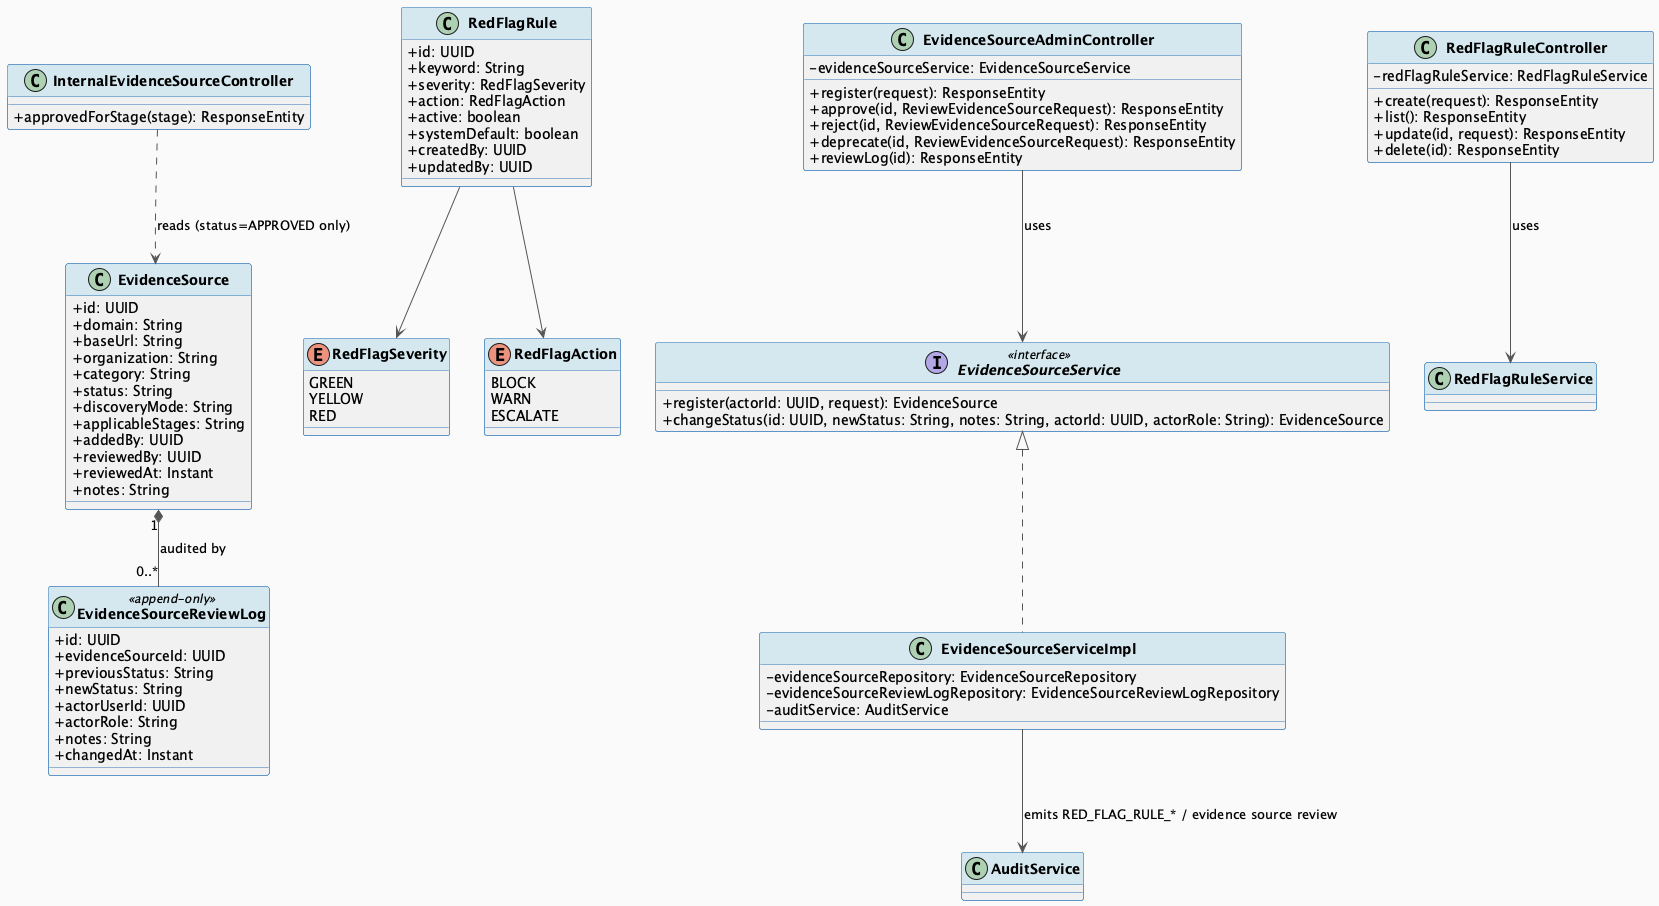 C InternalEvidenceSourceController
+approvedForStage(stage): ResponseEntity
C RedFlagRule
+id: UUID
+keyword: String
+severity: RedFlagSeverity
+action: RedFlagAction
+active: boolean
+systemDefault: boolean
+createdBy: UUID
+updatedBy: UUID
C EvidenceSourceAdminController
-evidenceSourceService: EvidenceSourceService
+register(request): ResponseEntity
+approve(id, ReviewEvidenceSourceRequest): ResponseEntity
+reject(id, ReviewEvidenceSourceRequest): ResponseEntity
+deprecate(id, ReviewEvidenceSourceRequest): ResponseEntity
+reviewLog(id): ResponseEntity
C RedFlagRuleController
-redFlagRuleService: RedFlagRuleService
+create(request): ResponseEntity
+list(): ResponseEntity
+update(id, request): ResponseEntity
+delete(id): ResponseEntity
reads (status=APPROVED only)
uses
uses
C EvidenceSource
+id: UUID
+domain: String
+baseUrl: String
+organization: String
+category: String
+status: String
+discoveryMode: String
+applicableStages: String
+addedBy: UUID
+reviewedBy: UUID
+reviewedAt: Instant
+notes: String
E RedFlagSeverity
GREEN
YELLOW
RED
E RedFlagAction
BLOCK
WARN
ESCALATE
«interface»
I EvidenceSourceService
+register(actorId: UUID, request): EvidenceSource
+changeStatus(id: UUID, newStatus: String, notes: String, actorId: UUID, actorRole: String): EvidenceSource
C RedFlagRuleService
1
audited by
0..*
«append-only»
C EvidenceSourceReviewLog
+id: UUID
+evidenceSourceId: UUID
+previousStatus: String
+newStatus: String
+actorUserId: UUID
+actorRole: String
+notes: String
+changedAt: Instant
C EvidenceSourceServiceImpl
-evidenceSourceRepository: EvidenceSourceRepository
-evidenceSourceReviewLogRepository: EvidenceSourceReviewLogRepository
-auditService: AuditService
emits RED_FLAG_RULE_* / evidence source review
C AuditService